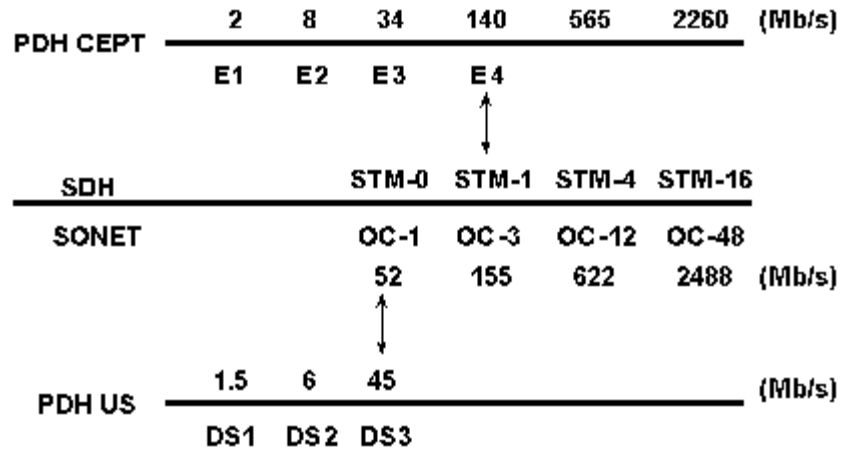 2 8 34 140 565 2260 (Mb/s)
PDH CEPT
E1 E2 E3 E4
STM-0 STM-1 STM-4 STM-16
SDH
SONET OC-1 OC-3 OC-12 OC-48
52 155 622 2488 (Mb/s)
1.5 6 45 (Mb/s)
PDH US
DS1 DS2 DS3